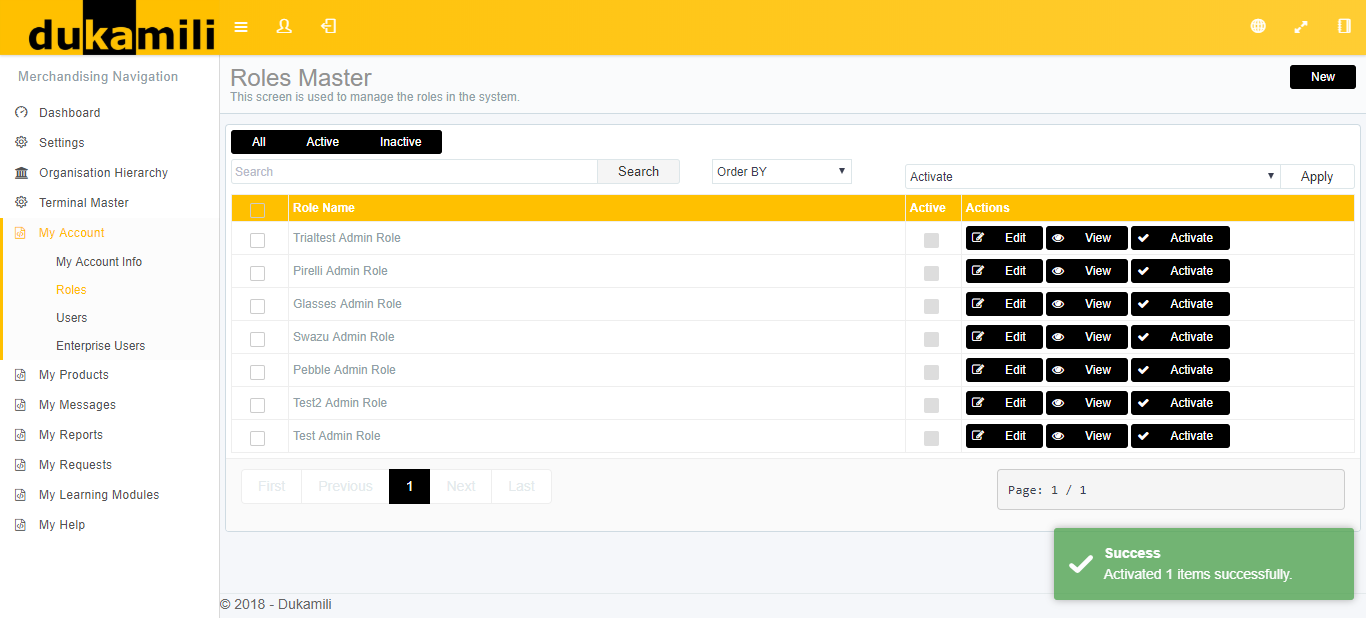 dukamili
Merchandising Navigation
Dashboard
Settings
Organisation Hierarchy
Terminal Master
My Account
My Account Info
Roles
Users
Enterprise Users
My Products
My Messages
My Reports
My Requests
My Learning Modules
My Help
Roles Master
This screen is used to manage the roles in the system.
New
All Active Inactive
Search Search Order BY Activate Apply
Role Name Active Actions
Trialtest Admin Role Edit View Activate
Pirelli Admin Role Edit View Activate
Glasses Admin Role Edit View Activate
Swazu Admin Role Edit View Activate
Pebble Admin Role Edit View Activate
Test2 Admin Role Edit View Activate
Test Admin Role Edit View Activate
First Previous 1 Next Last Page: 1 / 1
Success
Activated 1 items successfully.
© 2018 - Dukamili